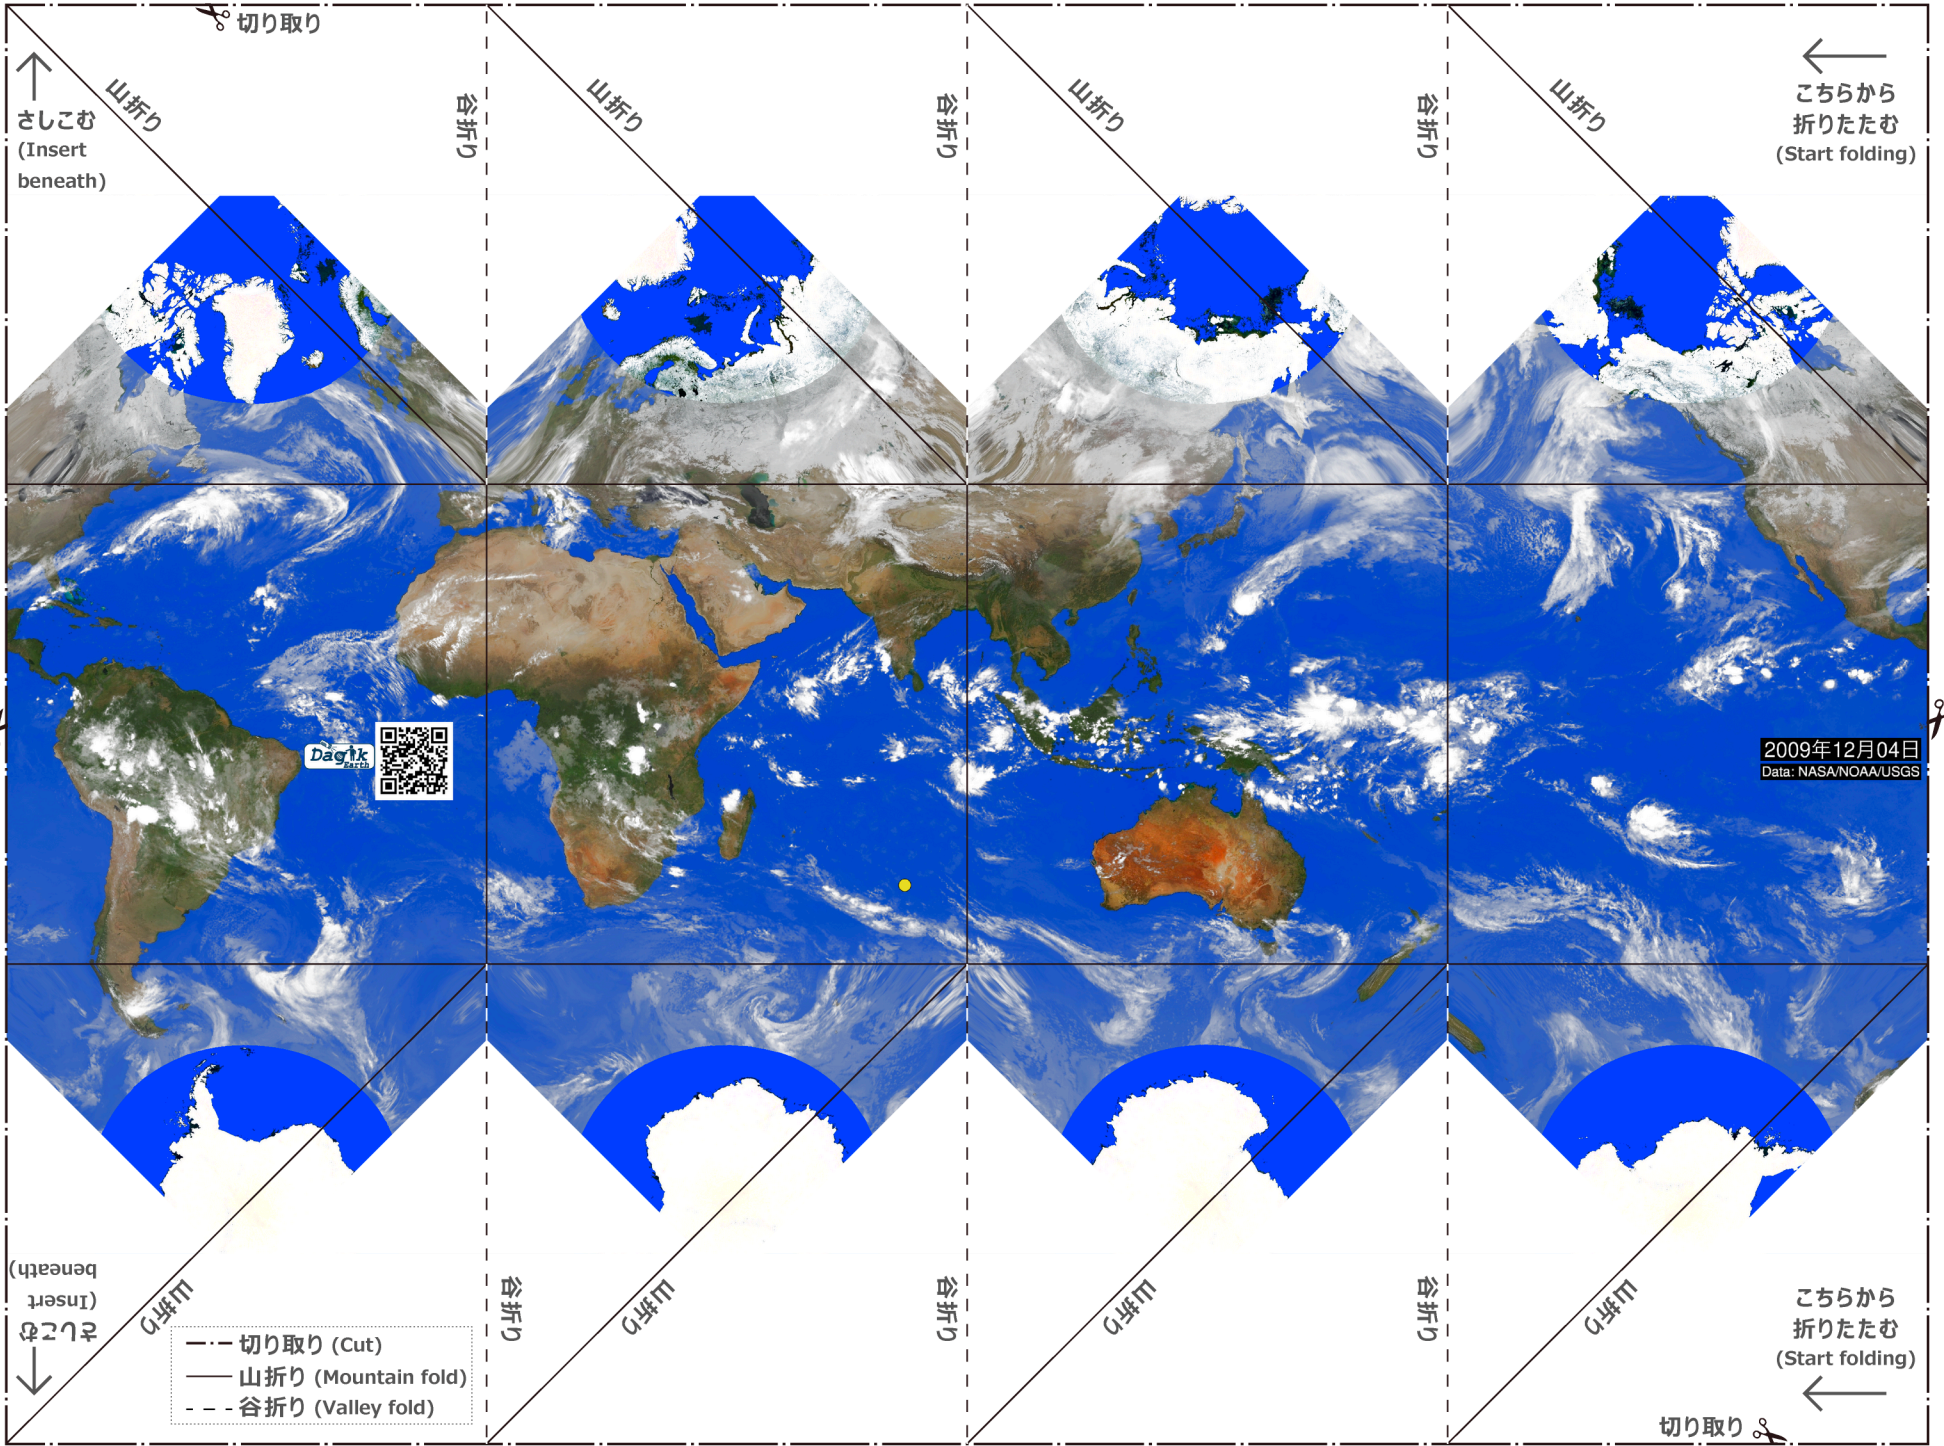 切り取り
山折り
谷折り
山折り
谷折り
山折り
谷折り
山折り
さしこむ
(Insert
beneath)
こちらから
折りたたむ
(Start folding)
Dagik
Earth
2009年12月04日
Data: NASA/NOAA/USGS
さしこむ
(Insert
beneath)
山折り
谷折り
山折り
谷折り
山折り
谷折り
山折り
こちらから
折りたたむ
(Start folding)
切り取り (Cut)
山折り (Mountain fold)
谷折り (Valley fold)
切り取り